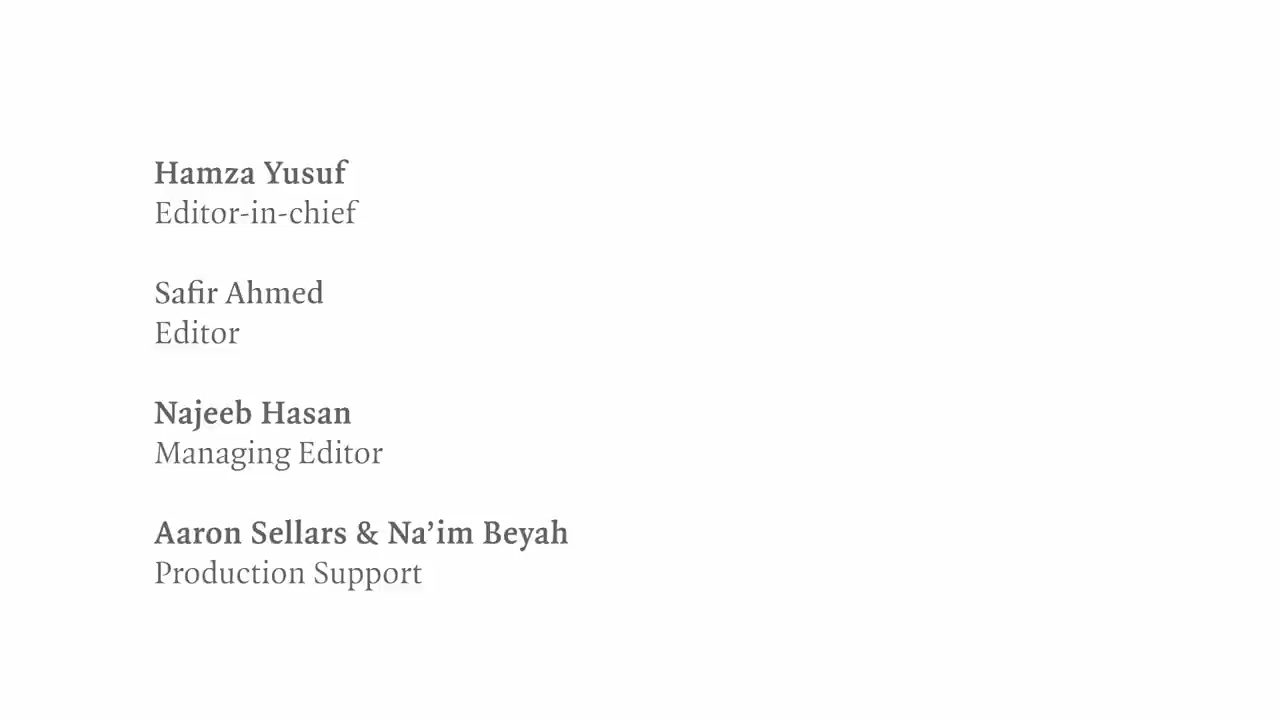 Hamza Yusuf
Editor-in-chief
Safir Ahmed
Editor
Najeeb Hasan
Managing Editor
Aaron Sellars & Na’im Beyah
Production Support